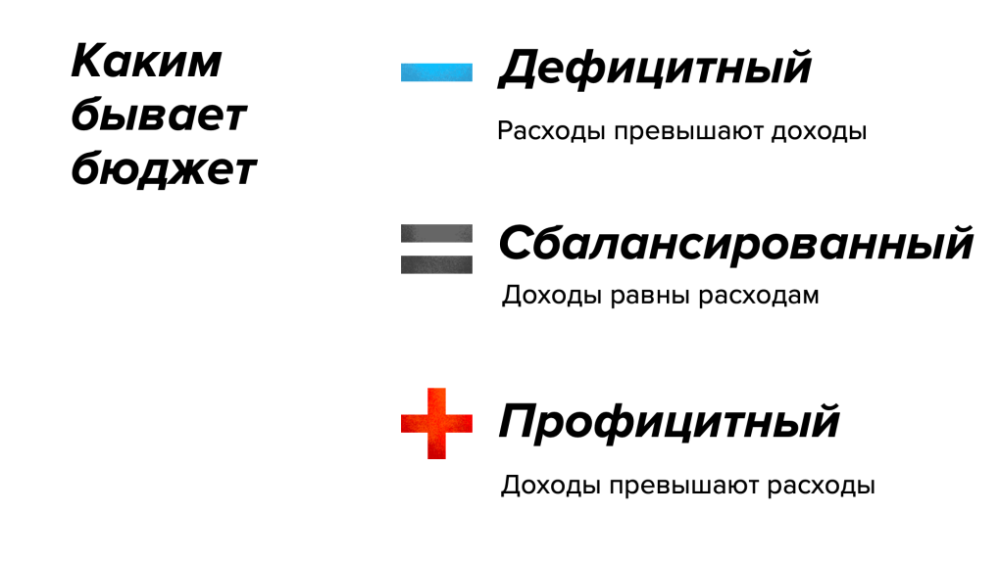 Каким
бывает
бюджет
Дефицитный
Расходы превышают доходы
Сбалансированный
Доходы равны расходам
Профицитный
Доходы превышают расходы